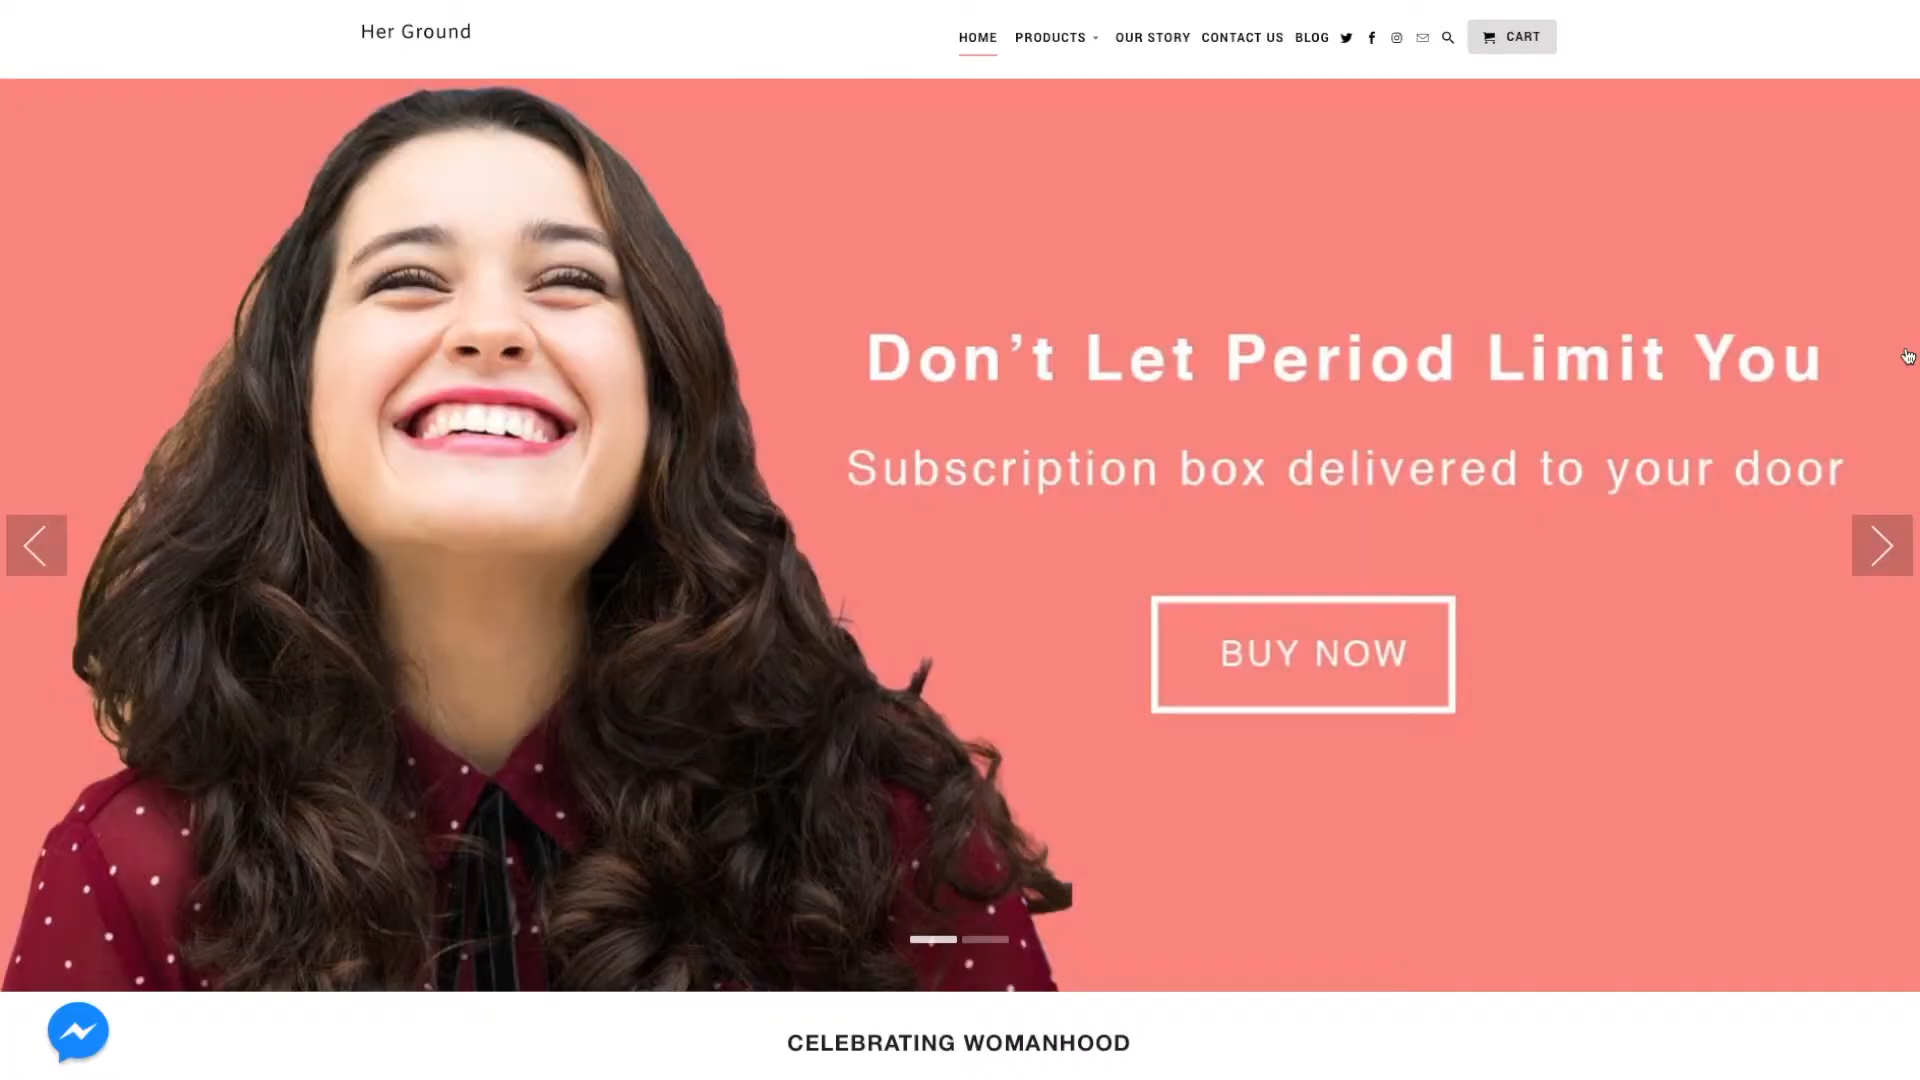 Her Ground
HOME PRODUCTS OUR STORY CONTACT US BLOG CART
Don’t Let Period Limit You
Subscription box delivered to your door
BUY NOW
CELEBRATING WOMANHOOD